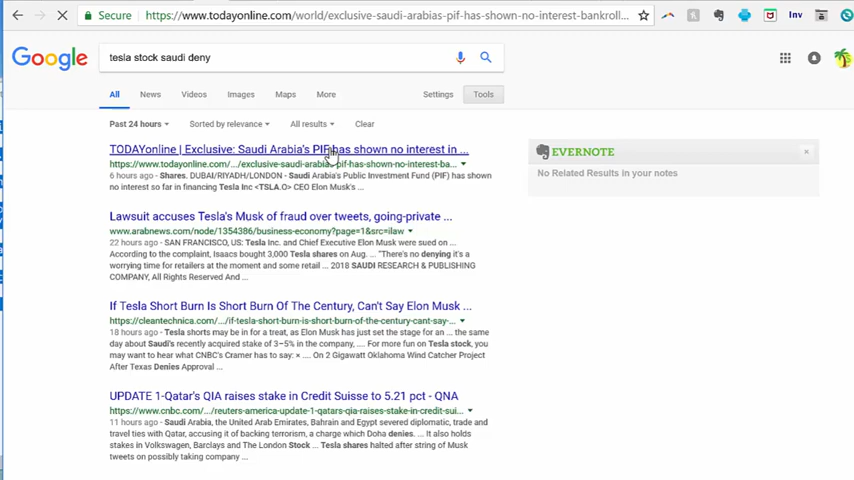 Secure https://www.todayonline.com/world/exclusive-saudi-arabias-pif-has-shown-no-interest-bankroll...
Inv
Google
tesla stock saudi deny
All News Videos Images Maps More Settings Tools
Past 24 hours Sorted by relevance All results Clear
TODAYonline | Exclusive: Saudi Arabia's PIF has shown no interest in ...
https://www.todayonline.com/.../exclusive-saudi-arabias-pif-has-shown-no-interest-ba...
6 hours ago - Shares. DUBAI/RIYADH/LONDON - Saudi Arabia's Public Investment Fund (PIF) has shown
no interest so far in financing Tesla Inc <TSLA.O> CEO Elon Musk's ...
EVERNOTE
No Related Results in your notes
Lawsuit accuses Tesla's Musk of fraud over tweets, going-private ...
www.arabnews.com/node/1354386/business-economy?page=1&src=ilaw
22 hours ago - SAN FRANCISCO, US: Tesla Inc. and Chief Executive Elon Musk were sued on ...
According to the complaint, Isaacs bought 3,000 Tesla shares on Aug. ... "There's no denying it's a
worrying time for retailers at the moment and some retail ... 2018 SAUDI RESEARCH & PUBLISHING
COMPANY, All Rights Reserved And ...
If Tesla Short Burn Is Short Burn Of The Century, Can't Say Elon Musk ...
https://cleantechnica.com/.../if-tesla-short-burn-is-short-burn-of-the-century-cant-say-...
18 hours ago - Tesla shorts may be in for a treat, as Elon Musk has just set the stage for an ... the same
day about Saudi's recently acquired stake of 3–5% in the company, .... For more fun on Tesla stock, you
may want to hear what CNBC's Cramer has to say: × .... On 2 Gigawatt Oklahoma Wind Catcher Project
After Texas Denies Approval ...
UPDATE 1-Qatar's QIA raises stake in Credit Suisse to 5.21 pct - QNA
https://www.cnbc.com/.../reuters-america-update-1-qatars-qia-raises-stake-in-credit-sui...
11 hours ago - Saudi Arabia, the United Arab Emirates, Bahrain and Egypt severed diplomatic, trade and
travel ties with Qatar, accusing it of backing terrorism, a charge which Doha denies. ... It also holds
stakes in Volkswagen, Barclays and The London Stock ... Tesla shares halted after string of Musk
tweets on possibly taking company ...